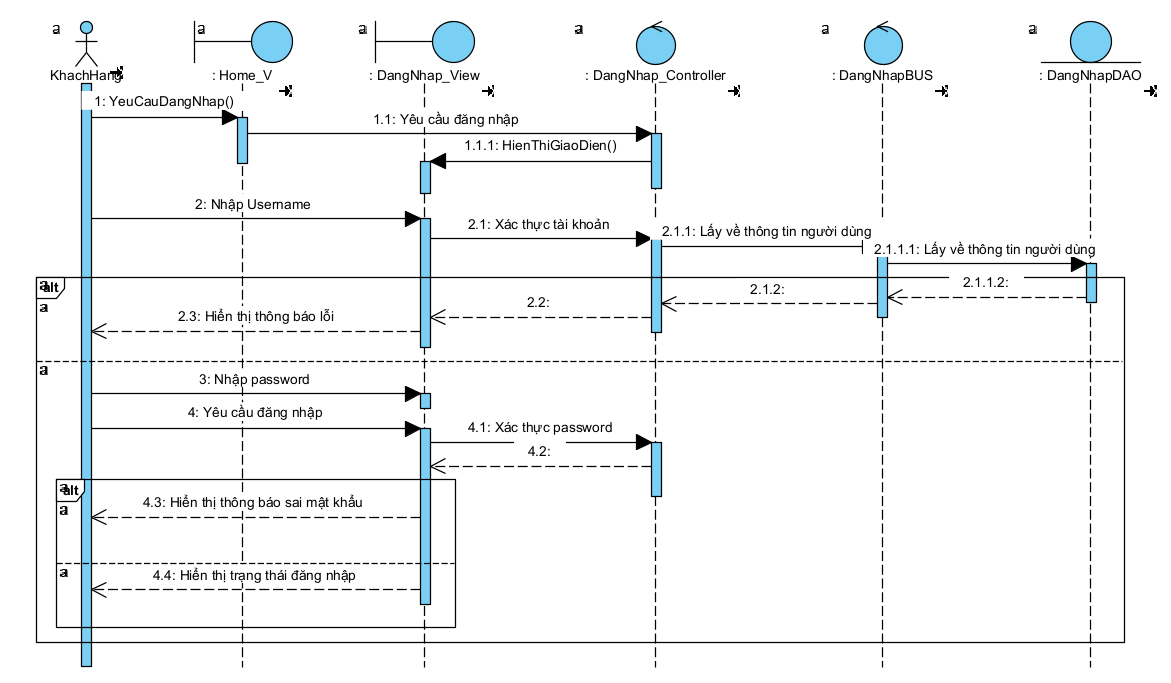 a
a
a
a
a
a
KhachHang
: Home_V
: DangNhap_View
: DangNhap_Controller
: DangNhapBUS
: DangNhapDAO
1: YeuCauDangNhap()
1.1: Yêu cầu đăng nhập
1.1.1: HienThiGiaoDien()
2: Nhập Username
2.1: Xác thực tài khoản
2.1.1: Lấy về thông tin người dùng
2.1.1.1: Lấy về thông tin người dùng
a
alt
2.1.1.2:
2.1.2:
2.2:
a
2.3: Hiển thị thông báo lỗi
a
3: Nhập password
4: Yêu cầu đăng nhập
4.1: Xác thực password
4.2:
a
alt
4.3: Hiển thị thông báo sai mật khẩu
a
a
4.4: Hiển thị trạng thái đăng nhập